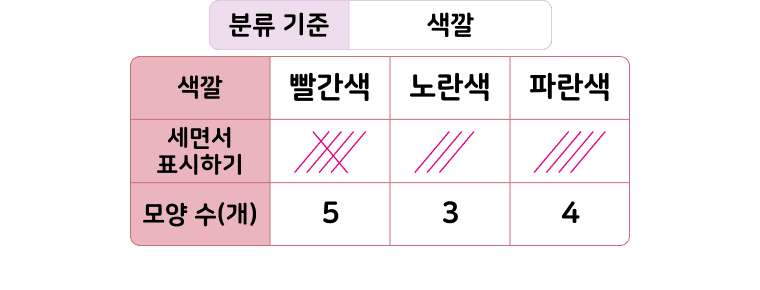 분류 기준 색깔
색깔 빨간색 노란색 파란색
세면서
표시하기
모양 수(개) 5 3 4